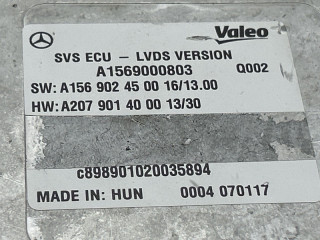 Valeo
SVS ECU – LVDS VERSION
A1569000803 Q002
SW: A156 902 45 00 16/13.00
HW: A207 901 40 00 13/30
c898901020035894
MADE IN: HUN 0004 070117